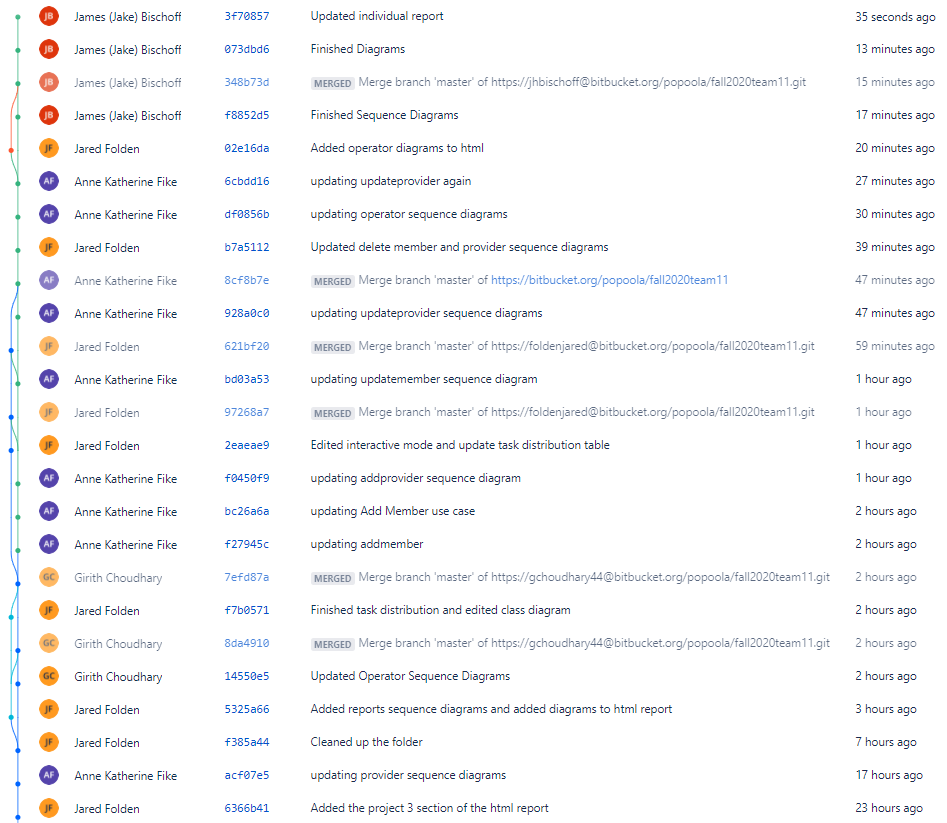 JB James (Jake) Bischoff 3f70857 Updated individual report 35 seconds ago
JB James (Jake) Bischoff 073dbd6 Finished Diagrams 13 minutes ago
JB James (Jake) Bischoff 348b73d MERGED Merge branch 'master' of https://jhbischoff@bitbucket.org/popoola/fall2020team11.git 15 minutes ago
JB James (Jake) Bischoff f8852d5 Finished Sequence Diagrams 17 minutes ago
JF Jared Folden 02e16da Added operator diagrams to html 20 minutes ago
AF Anne Katherine Fike 6cbdd16 updating updateprovider again 27 minutes ago
AF Anne Katherine Fike df0856b updating operator sequence diagrams 30 minutes ago
JF Jared Folden b7a5112 Updated delete member and provider sequence diagrams 39 minutes ago
AF Anne Katherine Fike 8cf8b7e MERGED Merge branch 'master' of https://bitbucket.org/popoola/fall2020team11 47 minutes ago
AF Anne Katherine Fike 928a0c0 updating updateprovider sequence diagrams 47 minutes ago
JF Jared Folden 621bf20 MERGED Merge branch 'master' of https://foldenjared@bitbucket.org/popoola/fall2020team11.git 59 minutes ago
AF Anne Katherine Fike bd03a53 updating updatemember sequence diagram 1 hour ago
JF Jared Folden 97268a7 MERGED Merge branch 'master' of https://foldenjared@bitbucket.org/popoola/fall2020team11.git 1 hour ago
JF Jared Folden 2eaeae9 Edited interactive mode and update task distribution table 1 hour ago
AF Anne Katherine Fike f0450f9 updating addprovider sequence diagram 1 hour ago
AF Anne Katherine Fike bc26a6a updating Add Member use case 2 hours ago
AF Anne Katherine Fike f27945c updating addmember 2 hours ago
GC Girith Choudhary 7efd87a MERGED Merge branch 'master' of https://gchoudhary44@bitbucket.org/popoola/fall2020team11.git 2 hours ago
JF Jared Folden f7b0571 Finished task distribution and edited class diagram 2 hours ago
GC Girith Choudhary 8da4910 MERGED Merge branch 'master' of https://gchoudhary44@bitbucket.org/popoola/fall2020team11.git 2 hours ago
GC Girith Choudhary 14550e5 Updated Operator Sequence Diagrams 2 hours ago
JF Jared Folden 5325a66 Added reports sequence diagrams and added diagrams to html report 3 hours ago
JF Jared Folden f385a44 Cleaned up the folder 7 hours ago
AF Anne Katherine Fike acf07e5 updating provider sequence diagrams 17 hours ago
JF Jared Folden 6366b41 Added the project 3 section of the html report 23 hours ago